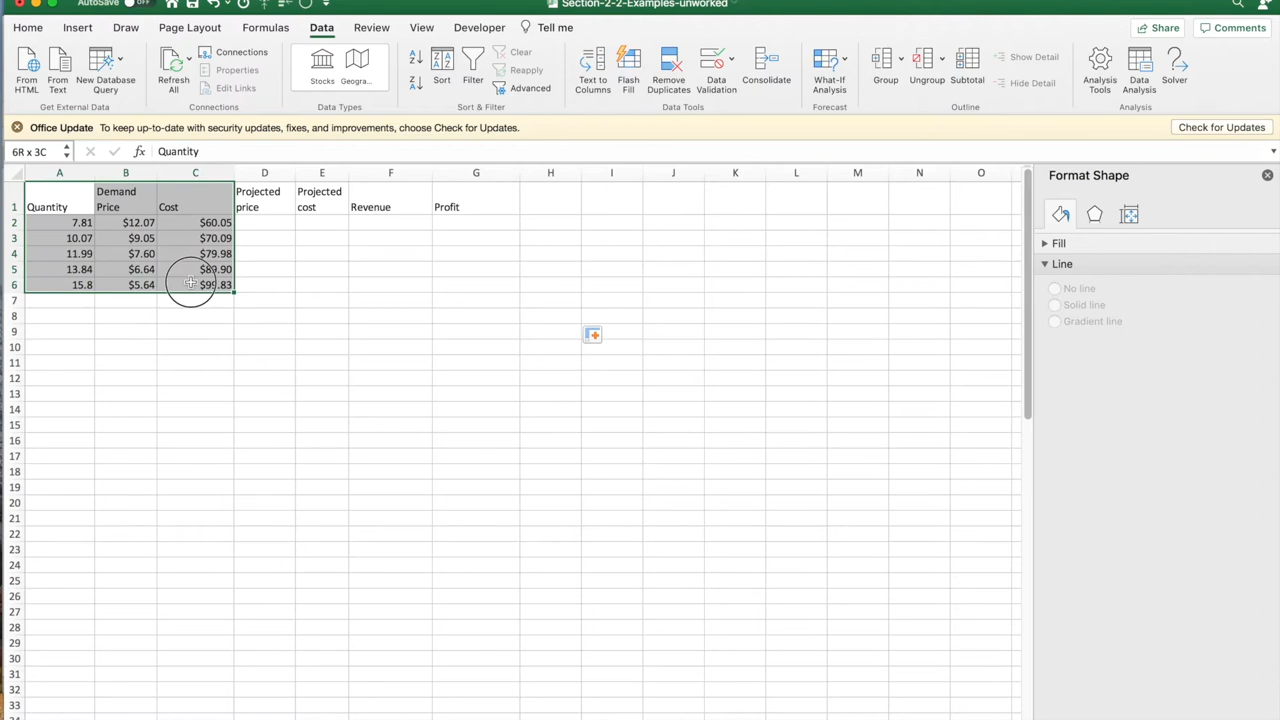 AutoSave OFF Section-2-2-Examples-unworked
Home Insert Draw Page Layout Formulas Data Review View Developer Tell me Share Comments
From HTML From Text New Database Query Refresh All Connections Properties Edit Links Stocks Geogra... Sort Filter Clear Reapply Advanced Text to Columns Flash Fill Remove Duplicates Data Validation Consolidate What-If Analysis Group Ungroup Subtotal Show Detail Hide Detail Analysis Tools Data Analysis Solver
Get External Data Connections Data Types Sort & Filter Data Tools Forecast Outline Analysis
Office Update To keep up-to-date with security updates, fixes, and improvements, choose Check for Updates. Check for Updates
6R x 3C fx Quantity
A B C D E F G H I J K L M N O Format Shape
1 Quantity Demand Price Cost Projected price Projected cost Revenue Profit
2 7.81 $12.07 $60.05
3 10.07 $9.05 $70.09
4 11.99 $7.60 $79.98
5 13.84 $6.64 $89.90
6 15.8 $5.64 $99.83
7
8
9
10
11
12
13
14
15
16
17
18
19
20
21
22
23
24
25
26
27
28
29
30
31
32
33
Fill
Line
No line
Solid line
Gradient line